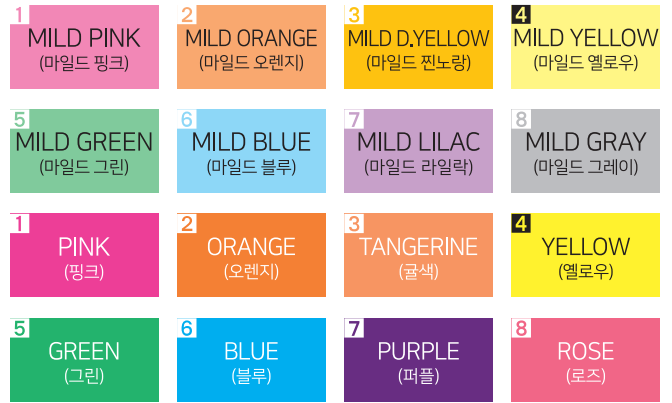 1
MILD PINK
(마일드 핑크)
2
MILD ORANGE
(마일드 오렌지)
3
MILD D.YELLOW
(마일드 찐노랑)
4
MILD YELLOW
(마일드 옐로우)
5
MILD GREEN
(마일드 그린)
6
MILD BLUE
(마일드 블루)
7
MILD LILAC
(마일드 라일락)
8
MILD GRAY
(마일드 그레이)
1
PINK
(핑크)
2
ORANGE
(오렌지)
3
TANGERINE
(귤색)
4
YELLOW
(옐로우)
5
GREEN
(그린)
6
BLUE
(블루)
7
PURPLE
(퍼플)
8
ROSE
(로즈)